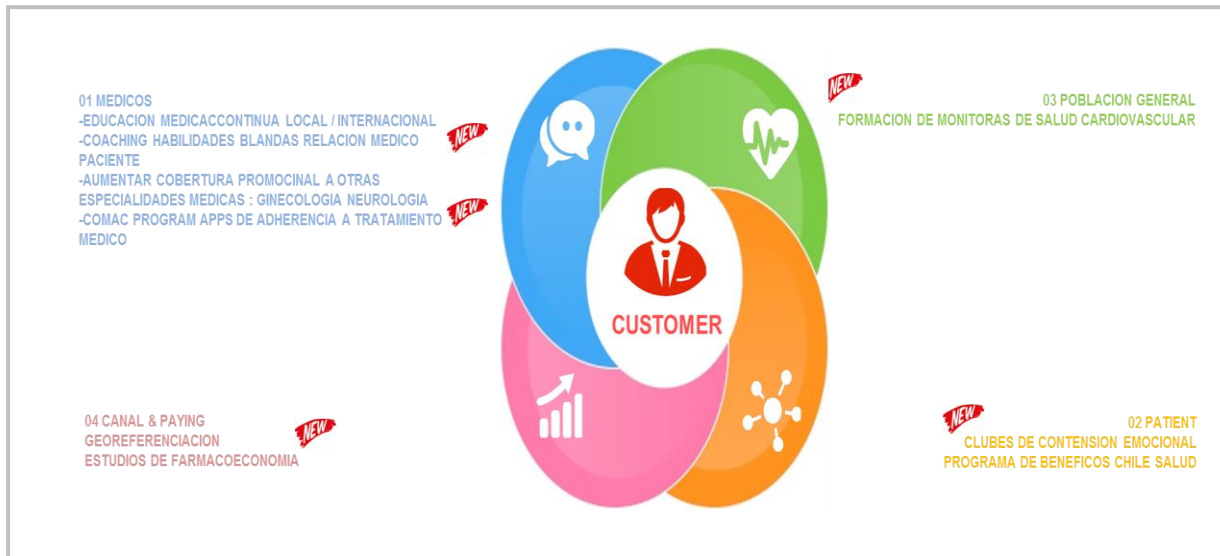 01 MEDICOS
-EDUCACION MEDICACCONTINUA LOCAL / INTERNACIONAL
-COACHING HABILIDADES BLANDAS RELACION MEDICO
PACIENTE
-AUMENTAR COBERTURA PROMOCINAL A OTRAS
ESPECIALIDADES MEDICAS : GINECOLOGIA NEUROLOGIA
-COMAC PROGRAM APPS DE ADHERENCIA A TRATAMIENTO
MEDICO
NEW
NEW
NEW
03 POBLACION GENERAL
FORMACION DE MONITORAS DE SALUD CARDIOVASCULAR
CUSTOMER
04 CANAL & PAYING
GEOREFERENCIACION
ESTUDIOS DE FARMACOECONOMIA
NEW
NEW
02 PATIENT
CLUBES DE CONTENSION EMOCIONAL
PROGRAMA DE BENEFICOS CHILE SALUD